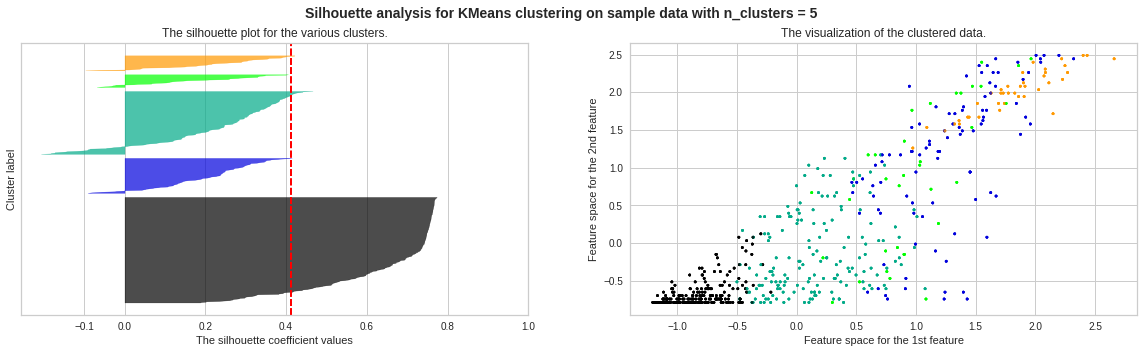 Silhouette analysis for KMeans clustering on sample data with n_clusters = 5
The silhouette plot for the various clusters.
Cluster label
-0.1 0.0 0.2 0.4 0.6 0.8 1.0
The silhouette coefficient values
The visualization of the clustered data.
Feature space for the 2nd feature
2.5
2.0
1.5
1.0
0.5
0.0
−0.5
−1.0 −0.5 0.0 0.5 1.0 1.5 2.0 2.5
Feature space for the 1st feature